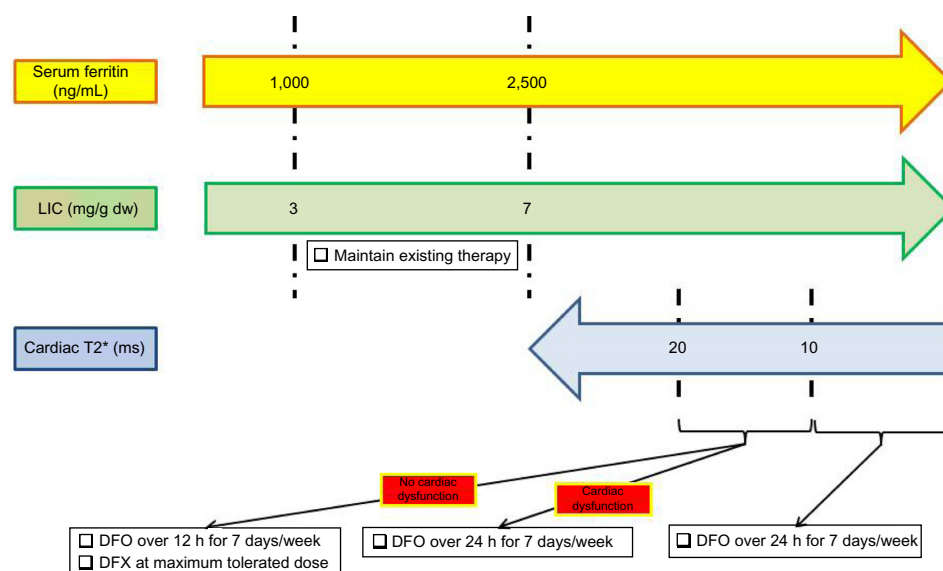 Serum ferritin
(ng/mL)
1,000
2,500
LIC (mg/g dw)
3
7
❑ Maintain existing therapy
Cardiac T2* (ms)
20
10
No cardiac
dysfunction
Cardiac
dysfunction
❑ DFO over 12 h for 7 days/week
❑ DFX at maximum tolerated dose
❑ DFO over 24 h for 7 days/week
❑ DFO over 24 h for 7 days/week